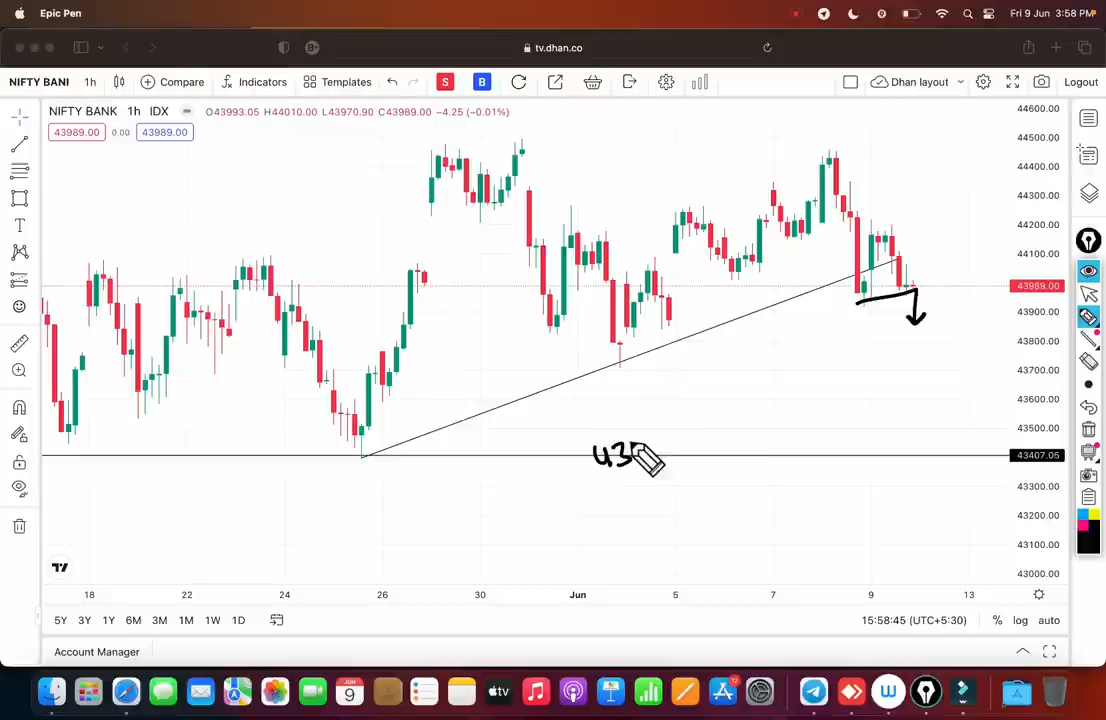 Epic Pen
Fri 9 Jun 3:58 PM
tv.dhan.co
NIFTY BANI 1h Compare Indicators Templates S B Dhan layout Logout
NIFTY BANK 1h IDX O43993.05 H44010.00 L43970.90 C43989.00 −4.25 (−0.01%)
43989.00 0.00 43989.00
44600.00
44500.00
44400.00
44300.00
44200.00
44100.00
43989.00
43900.00
43800.00
43700.00
43600.00
43500.00
43407.05
43300.00
43200.00
43100.00
43000.00
43
18 22 24 26 30 Jun 5 7 9 13
5Y 3Y 1Y 6M 3M 1M 1W 1D 15:58:45 (UTC+5:30) % log auto
Account Manager
JUN
9
tv
12
W